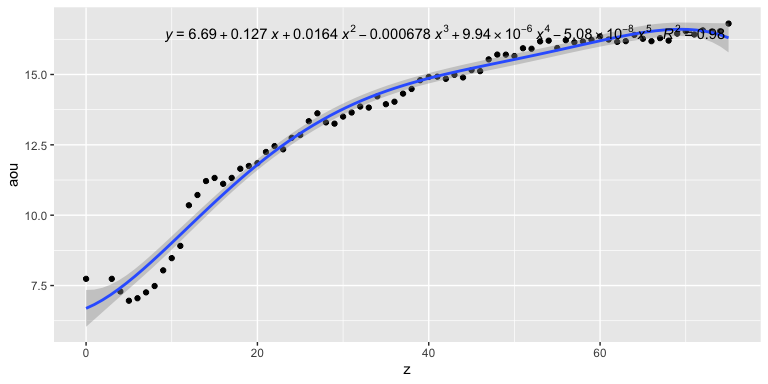 y = 6.69 + 0.127 x + 0.0164 x² − 0.000678 x³ + 9.94 × 10⁻⁶ x⁴ − 5.08 × 10⁻⁸ x⁵ R² = 0.98
15.0
12.5
10.0
7.5
aou
0 20 40 60
z